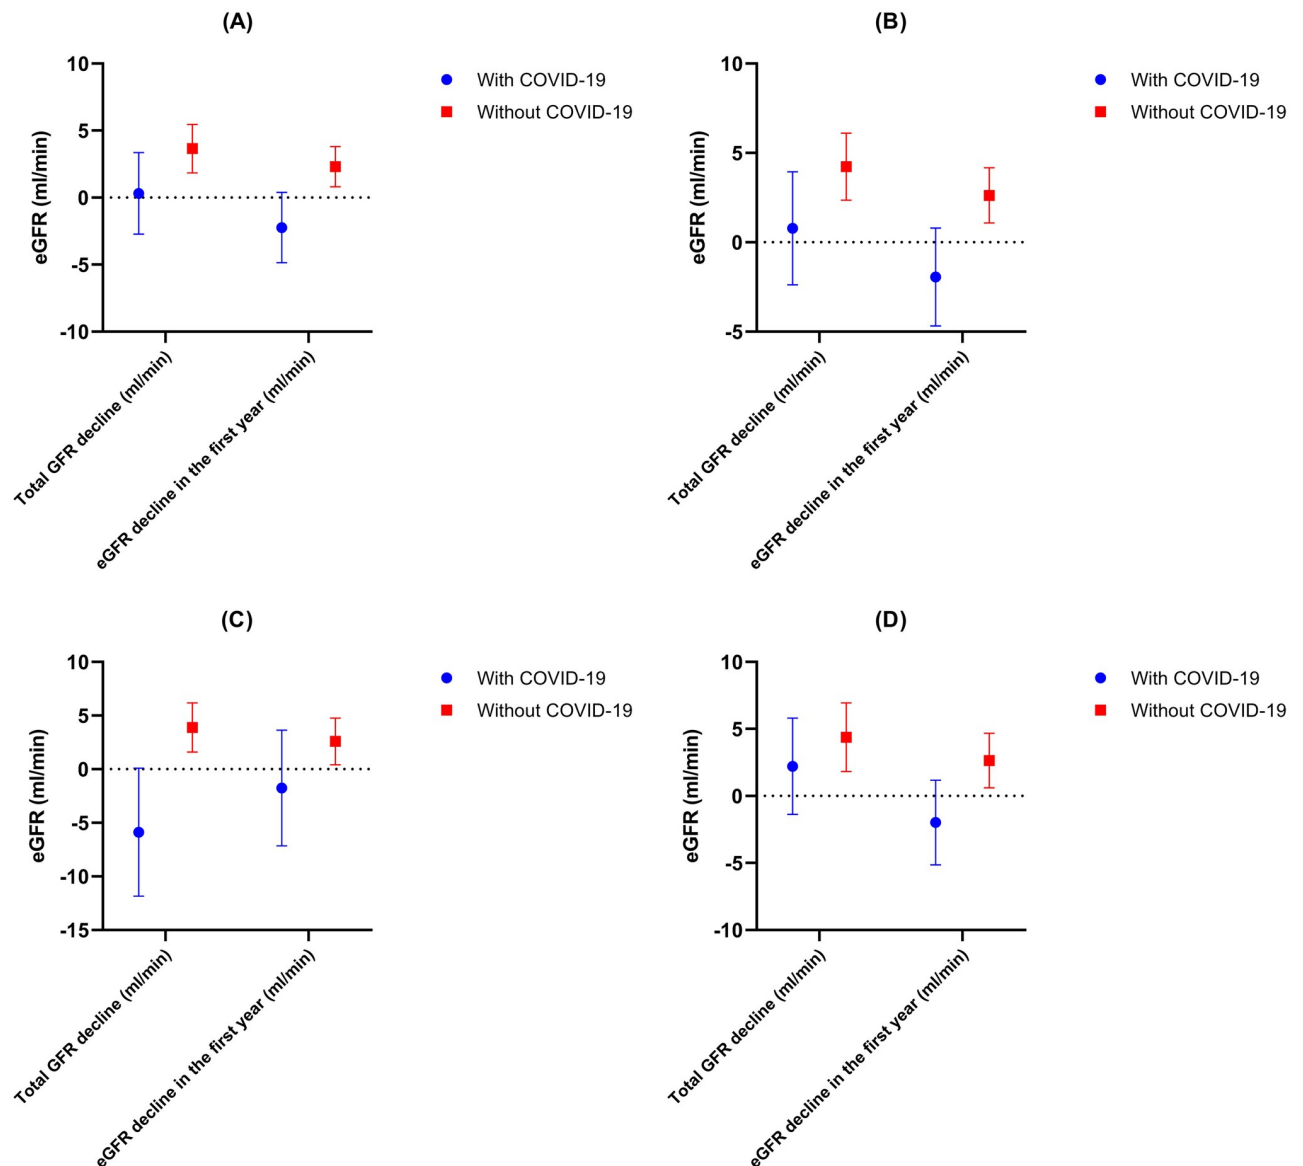 (A)
10
5
0
-5
-10
eGFR (ml/min)
Total GFR decline (ml/min)
eGFR decline in the first year (ml/min)
With COVID-19
Without COVID-19
(B)
10
5
0
-5
eGFR (ml/min)
Total GFR decline (ml/min)
eGFR decline in the first year (ml/min)
With COVID-19
Without COVID-19
(C)
10
5
0
-5
-10
-15
eGFR (ml/min)
Total GFR decline (ml/min)
eGFR decline in the first year (ml/min)
With COVID-19
Without COVID-19
(D)
10
5
0
-5
-10
eGFR (ml/min)
Total GFR decline (ml/min)
eGFR decline in the first year (ml/min)
With COVID-19
Without COVID-19